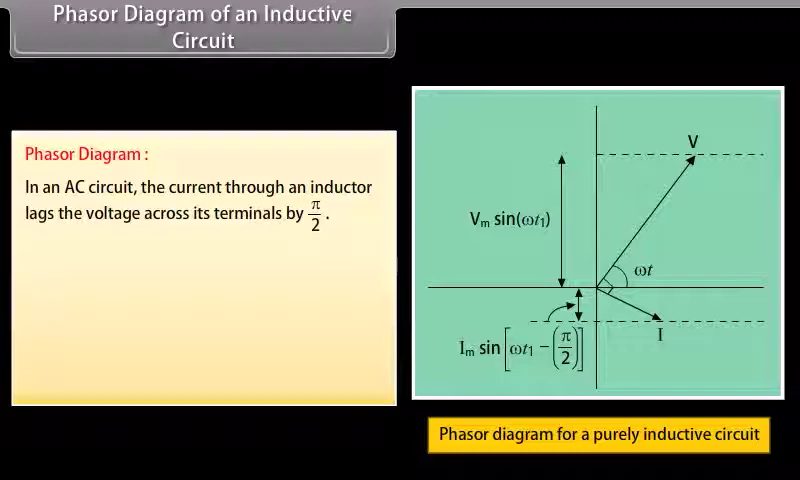 Phasor Diagram of an Inductive
Circuit
Phasor Diagram :
In an AC circuit, the current through an inductor
lags the voltage across its terminals by π/2 .
V
Vm sin(ωt1)
ωt
I
Im sin[ωt1 − (π/2)]
Phasor diagram for a purely inductive circuit